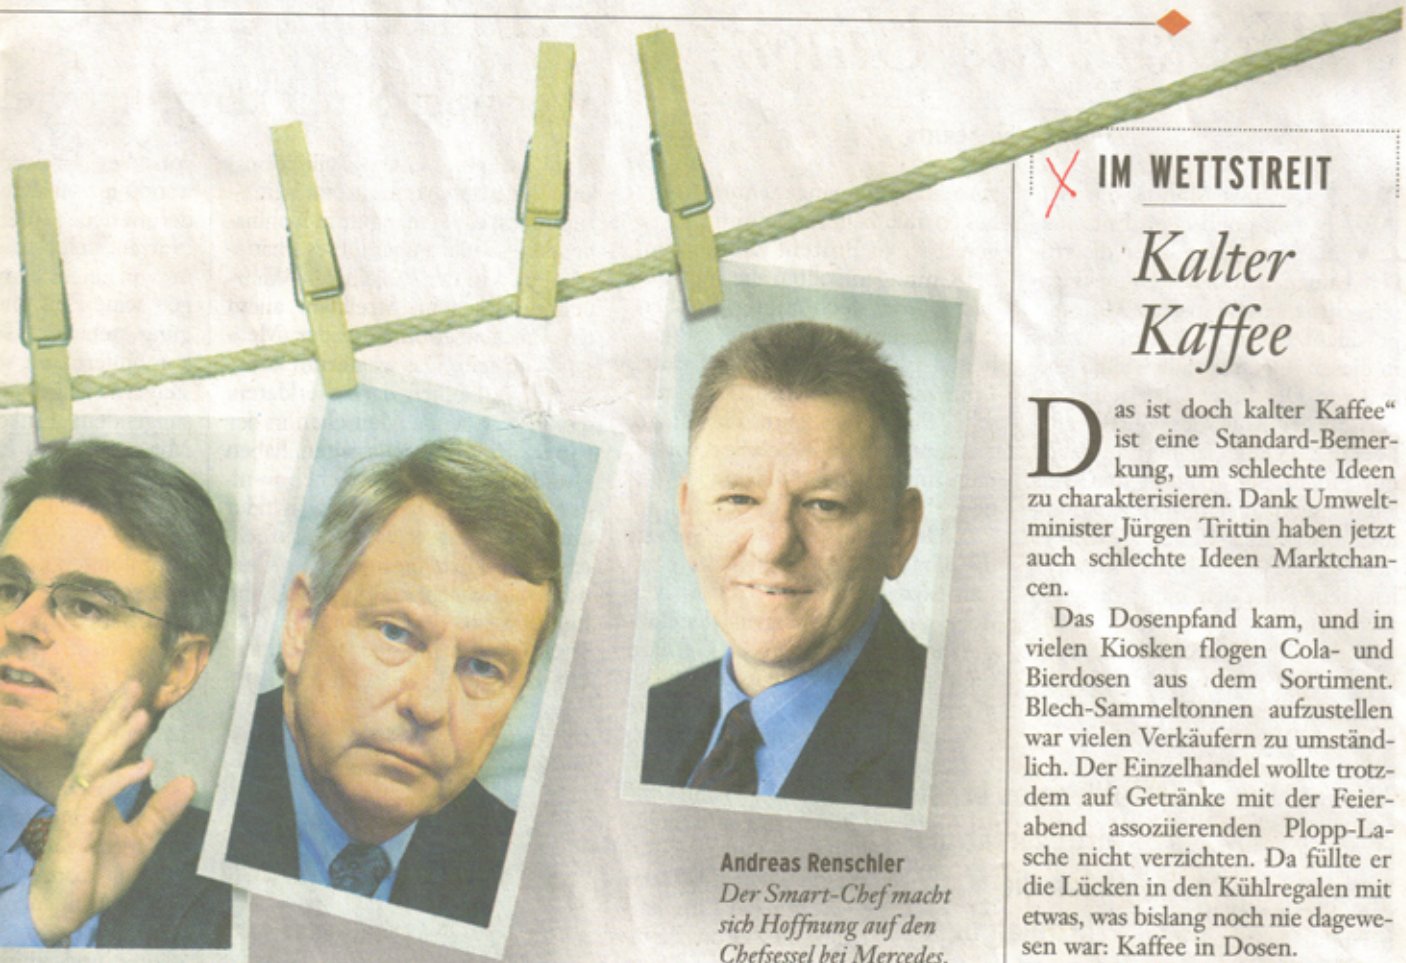 IM WETTSTREIT
Kalter
Kaffee
Das ist doch kalter Kaffee“
ist eine Standard-Bemer-
kung, um schlechte Ideen
zu charakterisieren. Dank Umwelt-
minister Jürgen Trittin haben jetzt
auch schlechte Ideen Marktchan-
cen.
Das Dosenpfand kam, und in
vielen Kiosken flogen Cola- und
Bierdosen aus dem Sortiment.
Blech-Sammeltonnen aufzustellen
war vielen Verkäufern zu umständ-
lich. Der Einzelhandel wollte trotz-
dem auf Getränke mit der Feier-
abend assoziierenden Plopp-La-
sche nicht verzichten. Da füllte er
die Lücken in den Kühlregalen mit
etwas, was bislang noch nie dagewe-
sen war: Kaffee in Dosen.
Andreas Renschler
Der Smart-Chef macht
sich Hoffnung auf den
Chefsessel bei Mercedes.